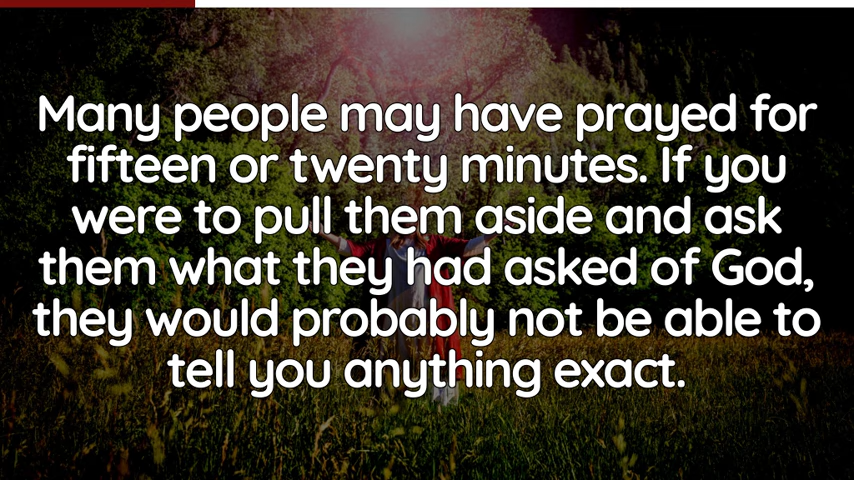 Many people may have prayed for
fifteen or twenty minutes. If you
were to pull them aside and ask
them what they had asked of God,
they would probably not be able to
tell you anything exact.